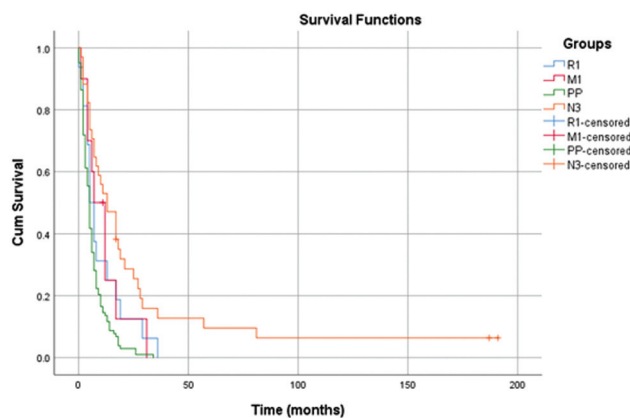 Survival Functions
Groups
R1
M1
PP
N3
R1-censored
M1-censored
PP-censored
N3-censored
Cum Survival
1.0
0.8
0.6
0.4
0.2
0.0
0
50
100
150
200
Time (months)